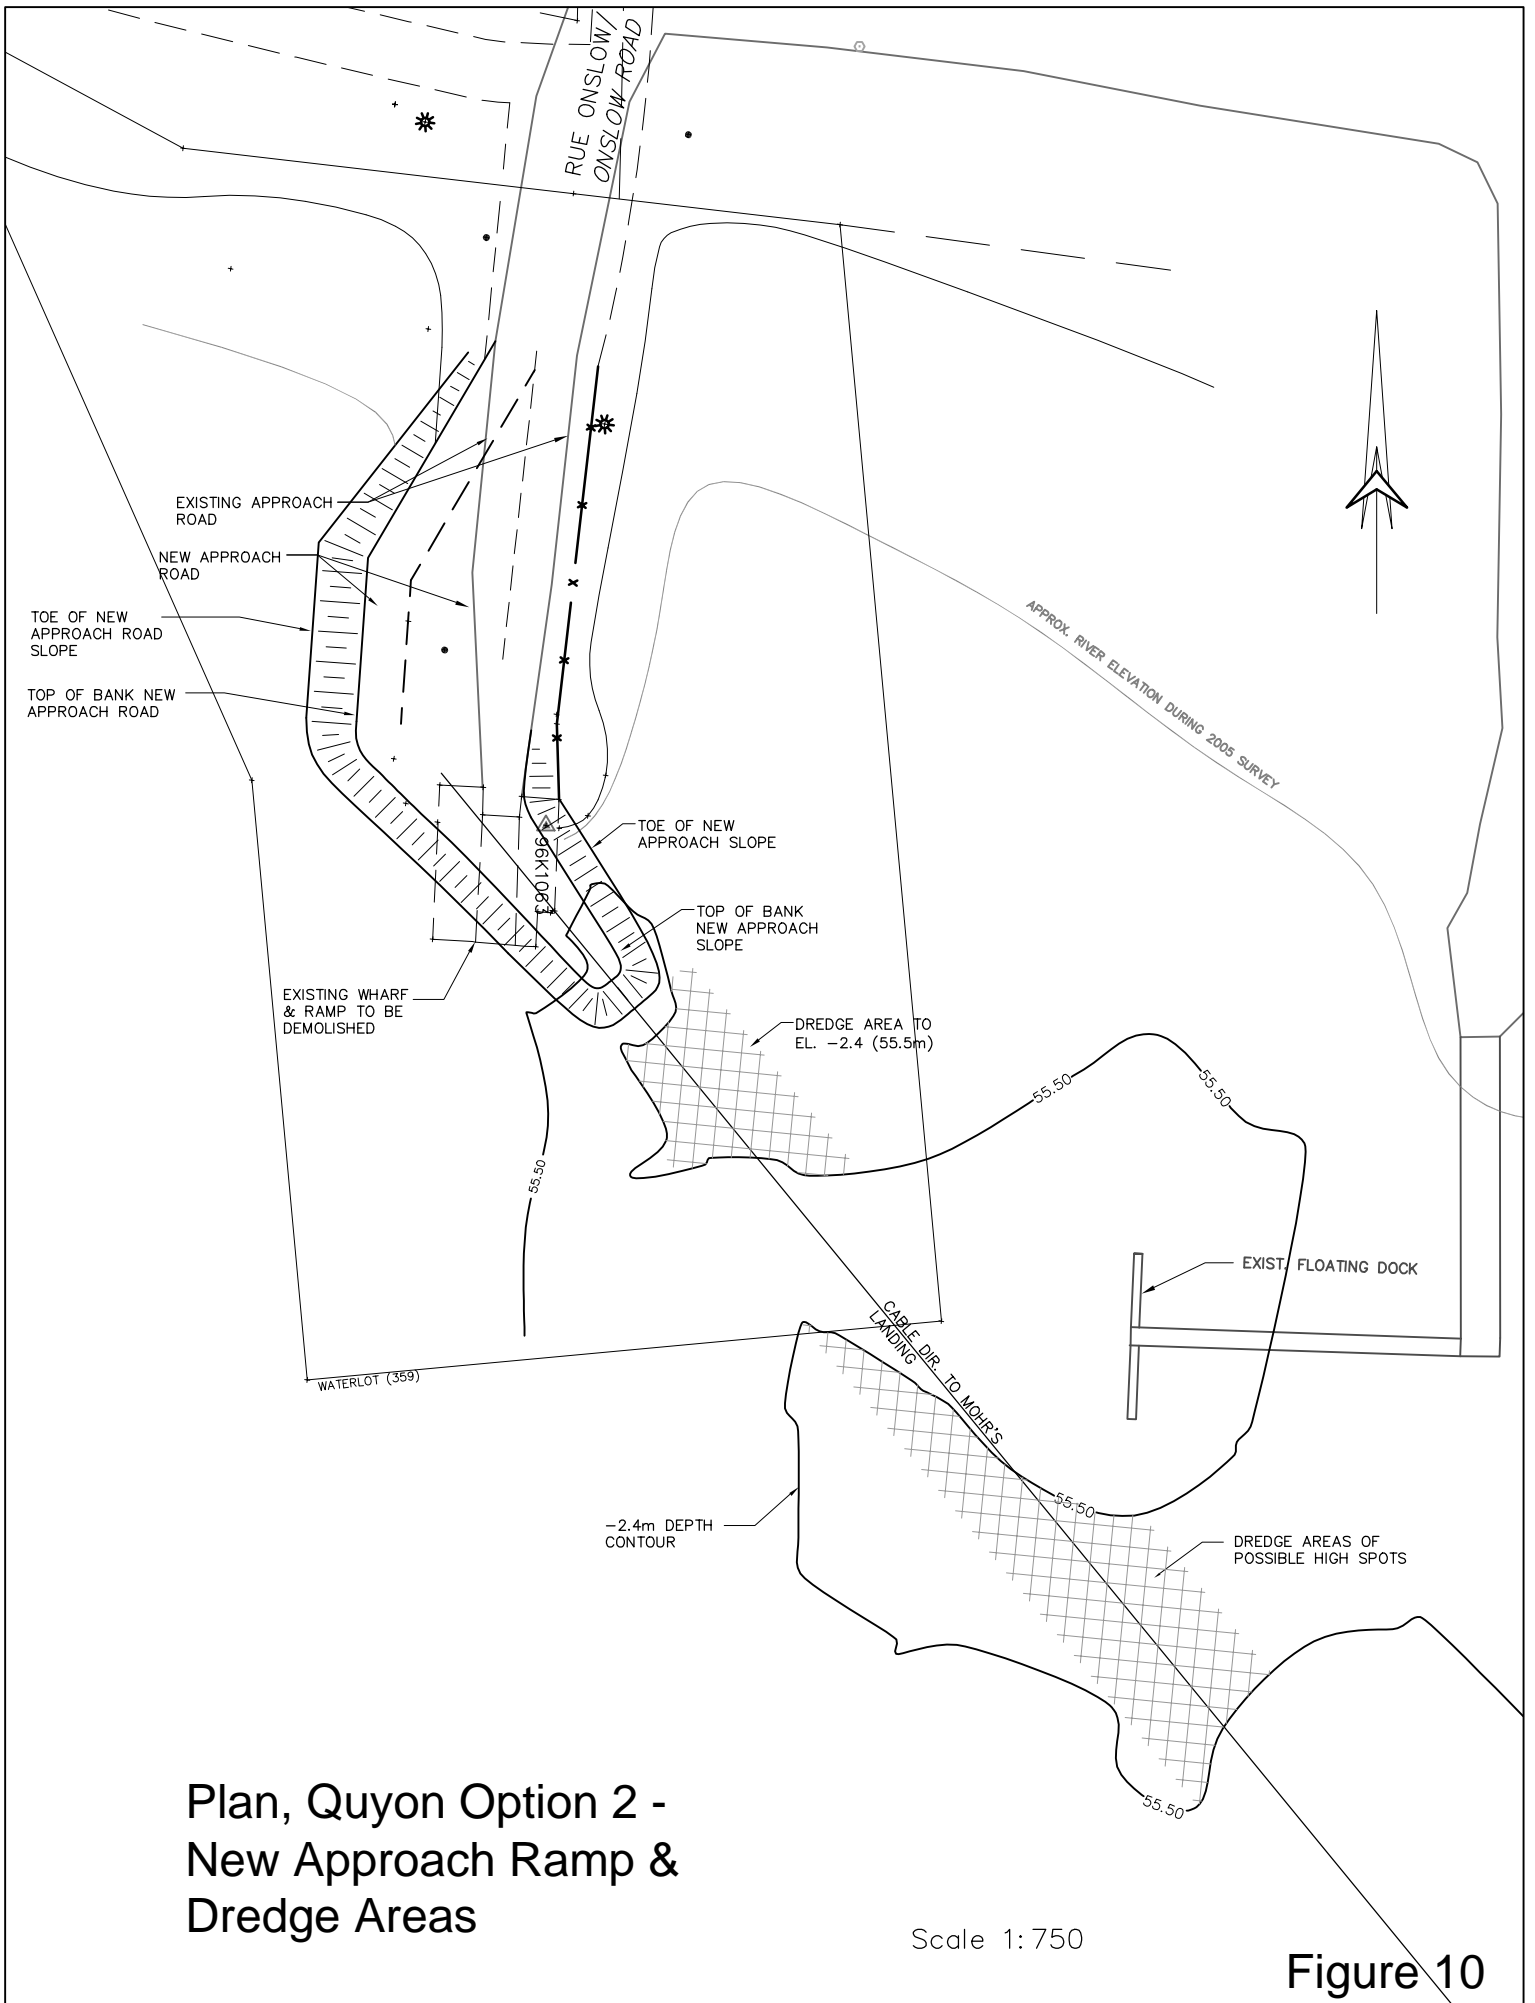 RUE ONSLOW/
ONSLOW ROAD
EXISTING APPROACH
ROAD
NEW APPROACH
ROAD
TOE OF NEW
APPROACH ROAD
SLOPE
TOP OF BANK NEW
APPROACH ROAD
APPROX. RIVER ELEVATION DURING 2005 SURVEY
TOE OF NEW
APPROACH SLOPE
96K1063
TOP OF BANK
NEW APPROACH
SLOPE
EXISTING WHARF
& RAMP TO BE
DEMOLISHED
DREDGE AREA TO
EL. -2.4 (55.5m)
55.50
55.50
55.50
EXIST. FLOATING DOCK
CABLE DIR. TO MOHR'S
LANDING
WATERLOT (359)
55.50
-2.4m DEPTH
CONTOUR
DREDGE AREAS OF
POSSIBLE HIGH SPOTS
55.50
Plan, Quyon Option 2 -
New Approach Ramp &
Dredge Areas
Scale 1:750
Figure 10